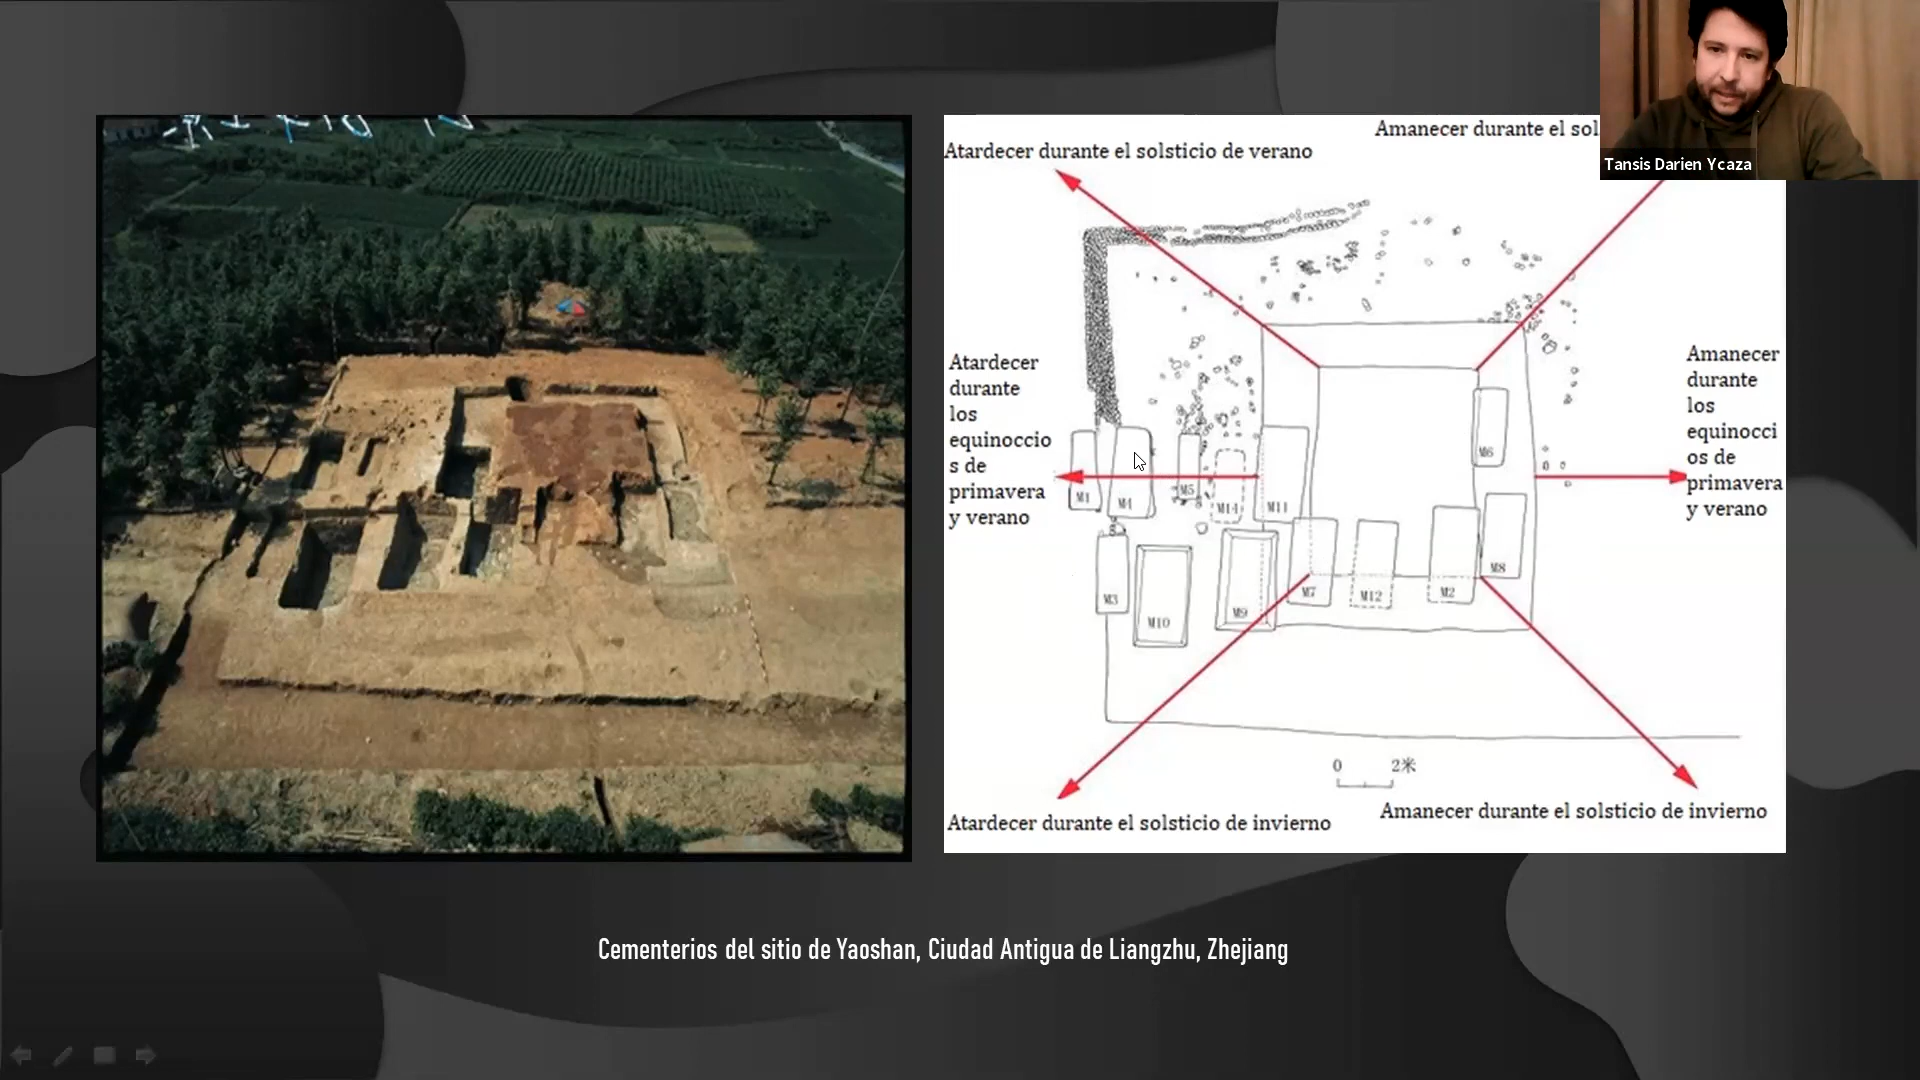 Amanecer durante el sol
Atardecer durante el solsticio de verano
Tansis Darien Ycaza
Atardecer
durante
los
equinoccio
s de
primavera
y verano
Amanecer
durante
los
equinocci
os de
primavera
y verano
M6
M1
M4
M5
M14
M11
M3
M10
M9
M7
M12
M2
M8
0 2米
Atardecer durante el solsticio de invierno
Amanecer durante el solsticio de invierno
Cementerios del sitio de Yaoshan, Ciudad Antigua de Liangzhu, Zhejiang